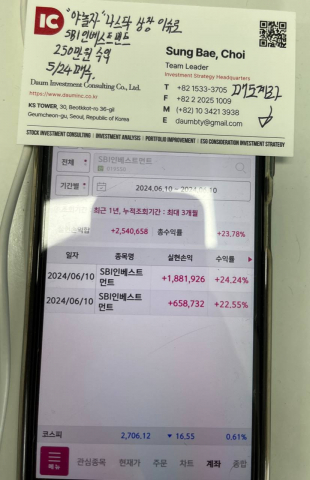 IC
"야놀자" 나스닥 상장 이슈로
SBI인베스트먼트
250만원 수익
5/24 매수
Daum Investment Consulting Co., Ltd.
https://www.dauminc.co.kr
KS TOWER, 30, Beotkkot-ro 36-gil
Geumcheon-gu, Seoul, Republic of Korea
Sung Bae, Choi
Team Leader
Investment Strategy Headquarters
T +82 1533-3705
F +82 2 2025 1009
M (+82) 10 3421 3938
E daumbty@gmail.com
STOCK INVESTMENT CONSULTING | INVESTMENT ANALYSIS | PORTFOLIO IMPROVEMENT | ESG CONSIDERATION INVESTMENT STRATEGY
전체 SBI인베스트먼트
기간별 2024.06.10 ~
최근 1년, 누적조회기간 : 최대 3개월
+2,540,658 총수익률 +23.78%
일자 종목명 실현손익 수익률
2024/06/10 SBI인베스트먼트 +1,881,926 +24.24%
2024/06/10 SBI인베스트먼트 +658,732 +22.55%
코스피 2,706.12 ▼ 16.55 0.61%
메뉴 관심종목 현재가 주문 차트 계좌 종합